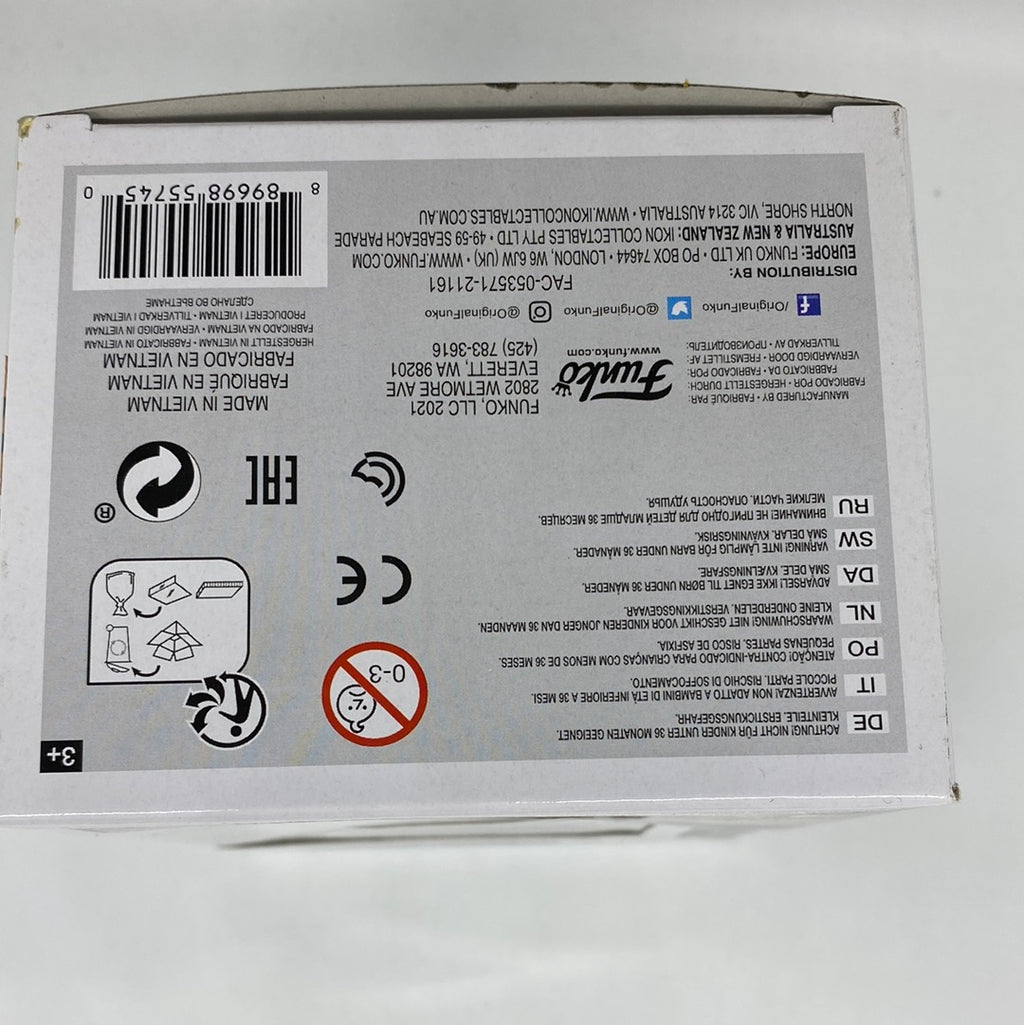 3+
DE
ACHTUNG! NICHT FÜR KINDER UNTER 36 MONATEN GEEIGNET.
KLEINTEILE. ERSTICKUNGSGEFAHR.
IT
AVVERTENZA! NON ADATTO A BAMBINI DI ETÀ INFERIORE A 36 MESI.
PICCOLE PARTI. RISCHIO DI SOFFOCAMENTO.
PO
ATENÇÃO! CONTRA-INDICADO PARA CRIANÇAS COM MENOS DE 36 MESES.
PEQUENAS PARTES. RISCO DE ASFIXIA.
NL
WAARSCHUWING! NIET GESCHIKT VOOR KINDEREN JONGER DAN 36 MAANDEN.
KLEINE ONDERDELEN. VERSTIKKINGSGEVAAR.
DA
ADVARSEL! IKKE EGNET TIL BØRN UNDER 36 MÅNEDER.
SMÅ DELE. KVÆLNINGSFARE.
SW
VARNING! INTE LÄMPLIG FÖR BARN UNDER 36 MÅNADER.
SMÅ DELAR. KVÄVNINGSRISK.
RU
ВНИМАНИЕ! НЕ ПРИГОДНО ДЛЯ ДЕТЕЙ МЛАДШЕ 36 МЕСЯЦЕВ.
МЕЛКИЕ ЧАСТИ. ОПАСНОСТЬ УДУШЬЯ.
0-3
CE
EAC
®
MANUFACTURED BY • FABRIQUÉ PAR:
FABRICADO POR • HERGESTELLT DURCH:
FABBRICATO DA • FABRICADO POR:
VERVAARDIGD DOOR • FREMSTILLET AF:
TILLVERKAD AV • ПРОИЗВОДИТЕЛЬ:
Funko
www.funko.com
FUNKO, LLC 2021
2802 WETMORE AVE
EVERETT, WA 98201
(425) 783-3616
/OriginalFunko @OriginalFunko @OriginalFunko
FAC-053571-21161
DISTRIBUTION BY:
EUROPE: FUNKO UK LTD • PO BOX 74644 • LONDON, W6 6JW (UK) • WWW.FUNKO.COM
AUSTRALIA & NEW ZEALAND: IKON COLLECTABLES PTY LTD • 49-59 SEABEACH PARADE
NORTH SHORE, VIC 3214 AUSTRALIA • WWW.IKONCOLLECTABLES.COM.AU
MADE IN VIETNAM
FABRIQUÉ EN VIETNAM
FABRICADO EN VIETNAM
HERGESTELLT IN VIETNAM • FABBRICATO IN VIETNAM
FABRICADO NA VIETNAM • VERVAARDIGD IN VIETNAM
PRODUCERET I VIETNAM • TILLVERKAD I VIETNAM
СДЕЛАНО ВО ВЬЕТНАМЕ
8 89698 55745 0